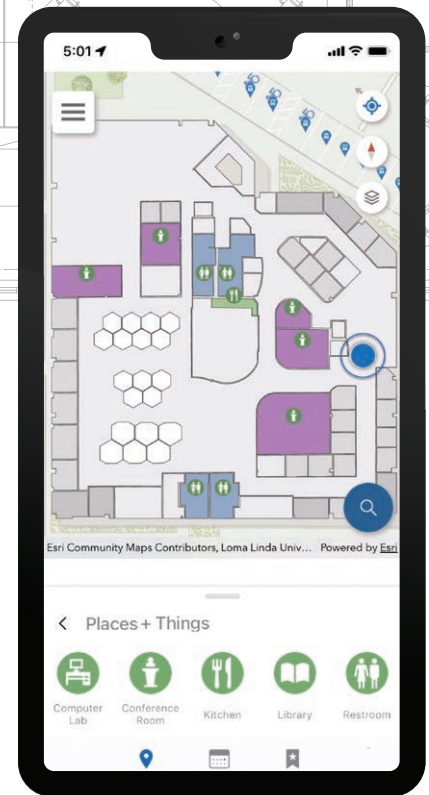 5:01
Esri Community Maps Contributors, Loma Linda Univ... Powered by Esri
Places + Things
Computer Lab
Conference Room
Kitchen
Library
Restroom